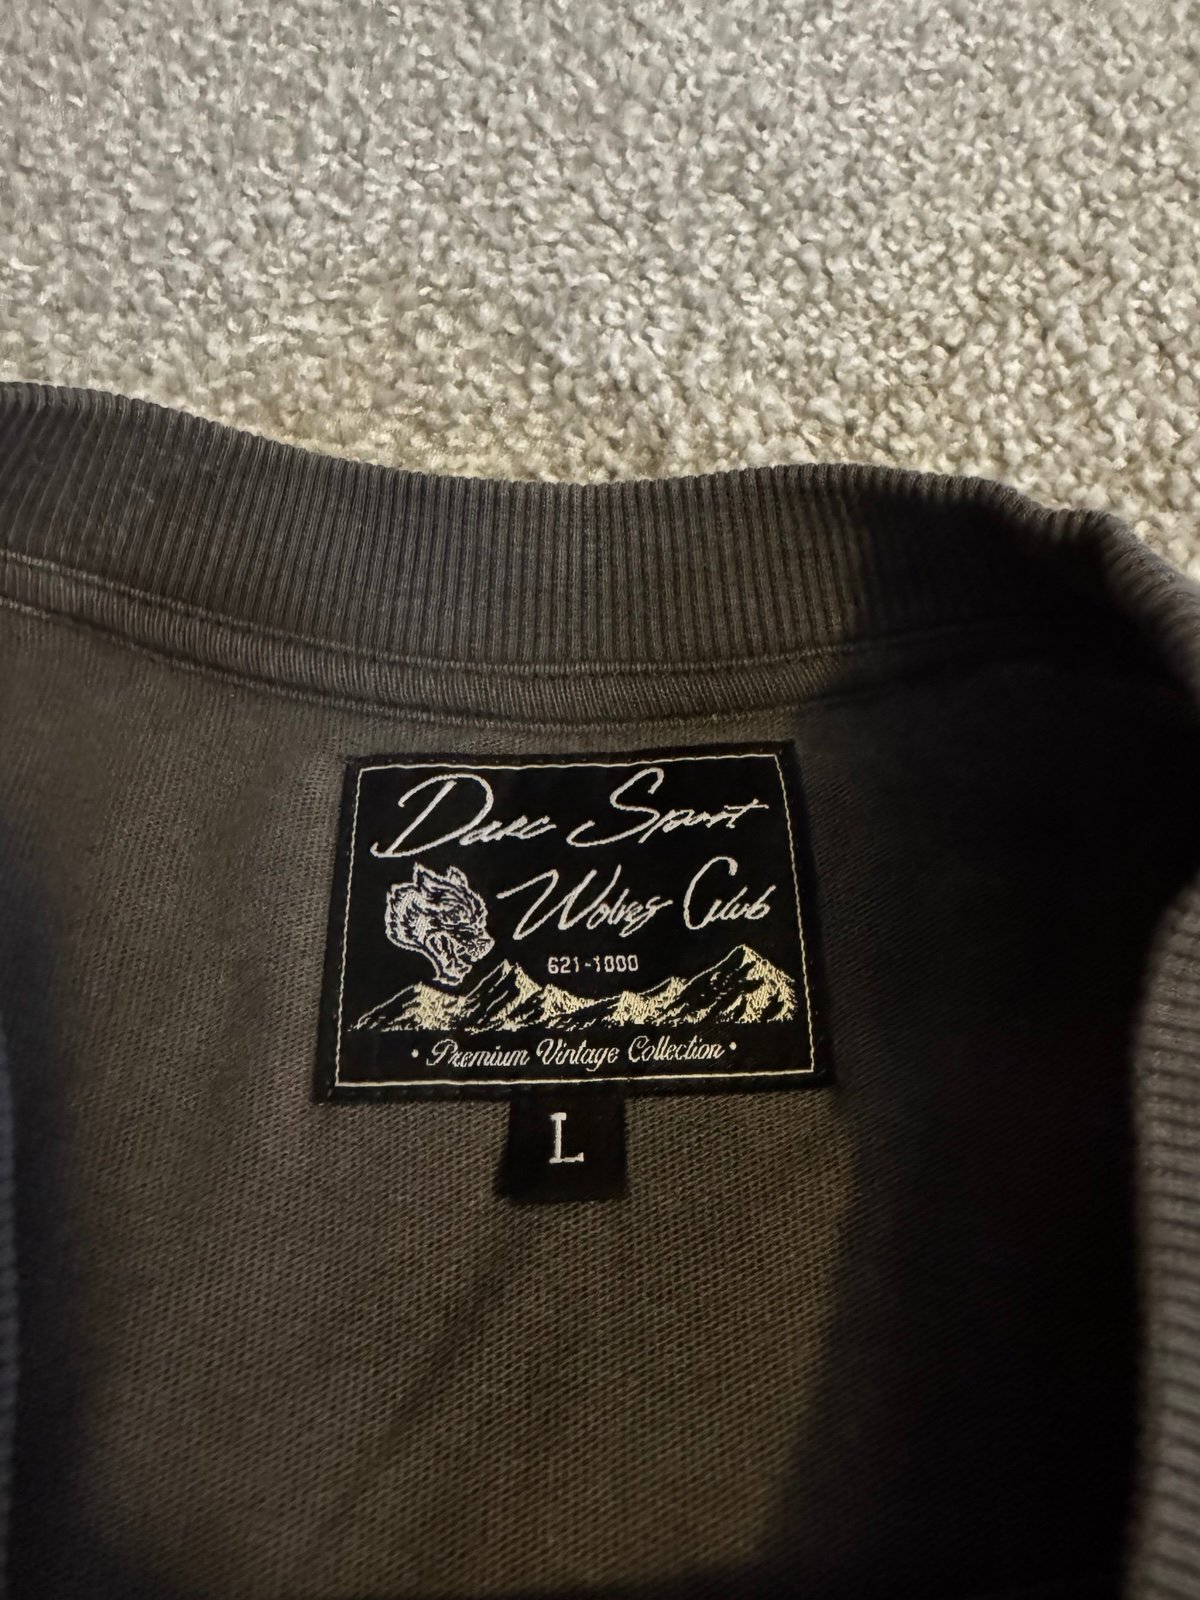 Darc Sport
Wolves Club
621-1000
• Premium Vintage Collection •
L